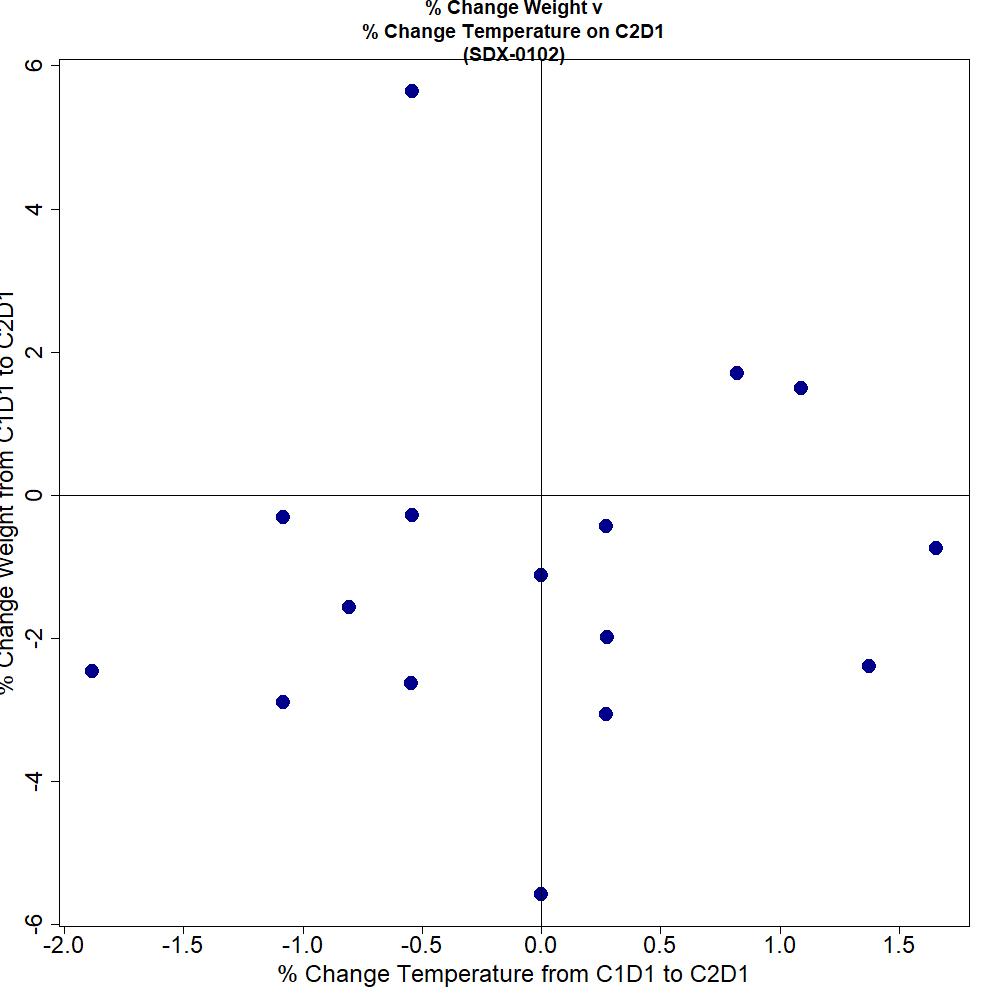 % Change Weight v
% Change Temperature on C2D1
(SDX-0102)
% Change Weight from C1D1 to C2D1
6
4
2
0
-2
-4
-6
-2.0 -1.5 -1.0 -0.5 0.0 0.5 1.0 1.5
% Change Temperature from C1D1 to C2D1